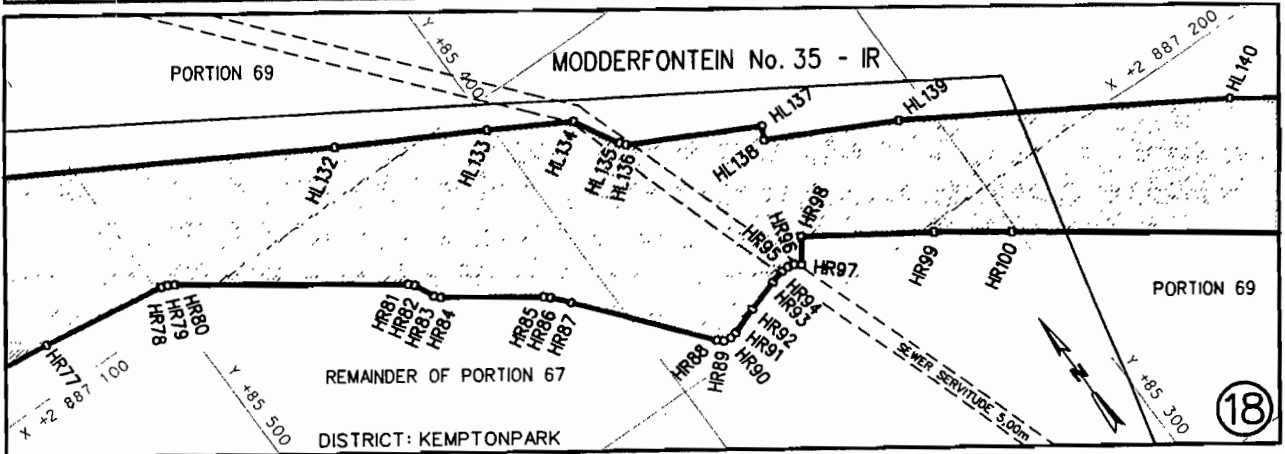 Y +85 400
X +2 887 200
MODDERFONTEIN No. 35 - IR
PORTION 69
HL140
HL137
HL139
HL134
HL133
HL132
HL135
HL136
HL138
HR98
HR96
HR95
HR97
HR99
HR100
HR94
HR93
HR92
HR91
HR90
HR89
HR88
HR87
HR86
HR85
HR84
HR83
HR82
HR81
HR80
HR79
HR78
HR77
PORTION 69
X +2 887 100
Y +85 500
REMAINDER OF PORTION 67
SEWER SERVITUDE 5,00m
N
Y +85 300
18
DISTRICT: KEMPTONPARK